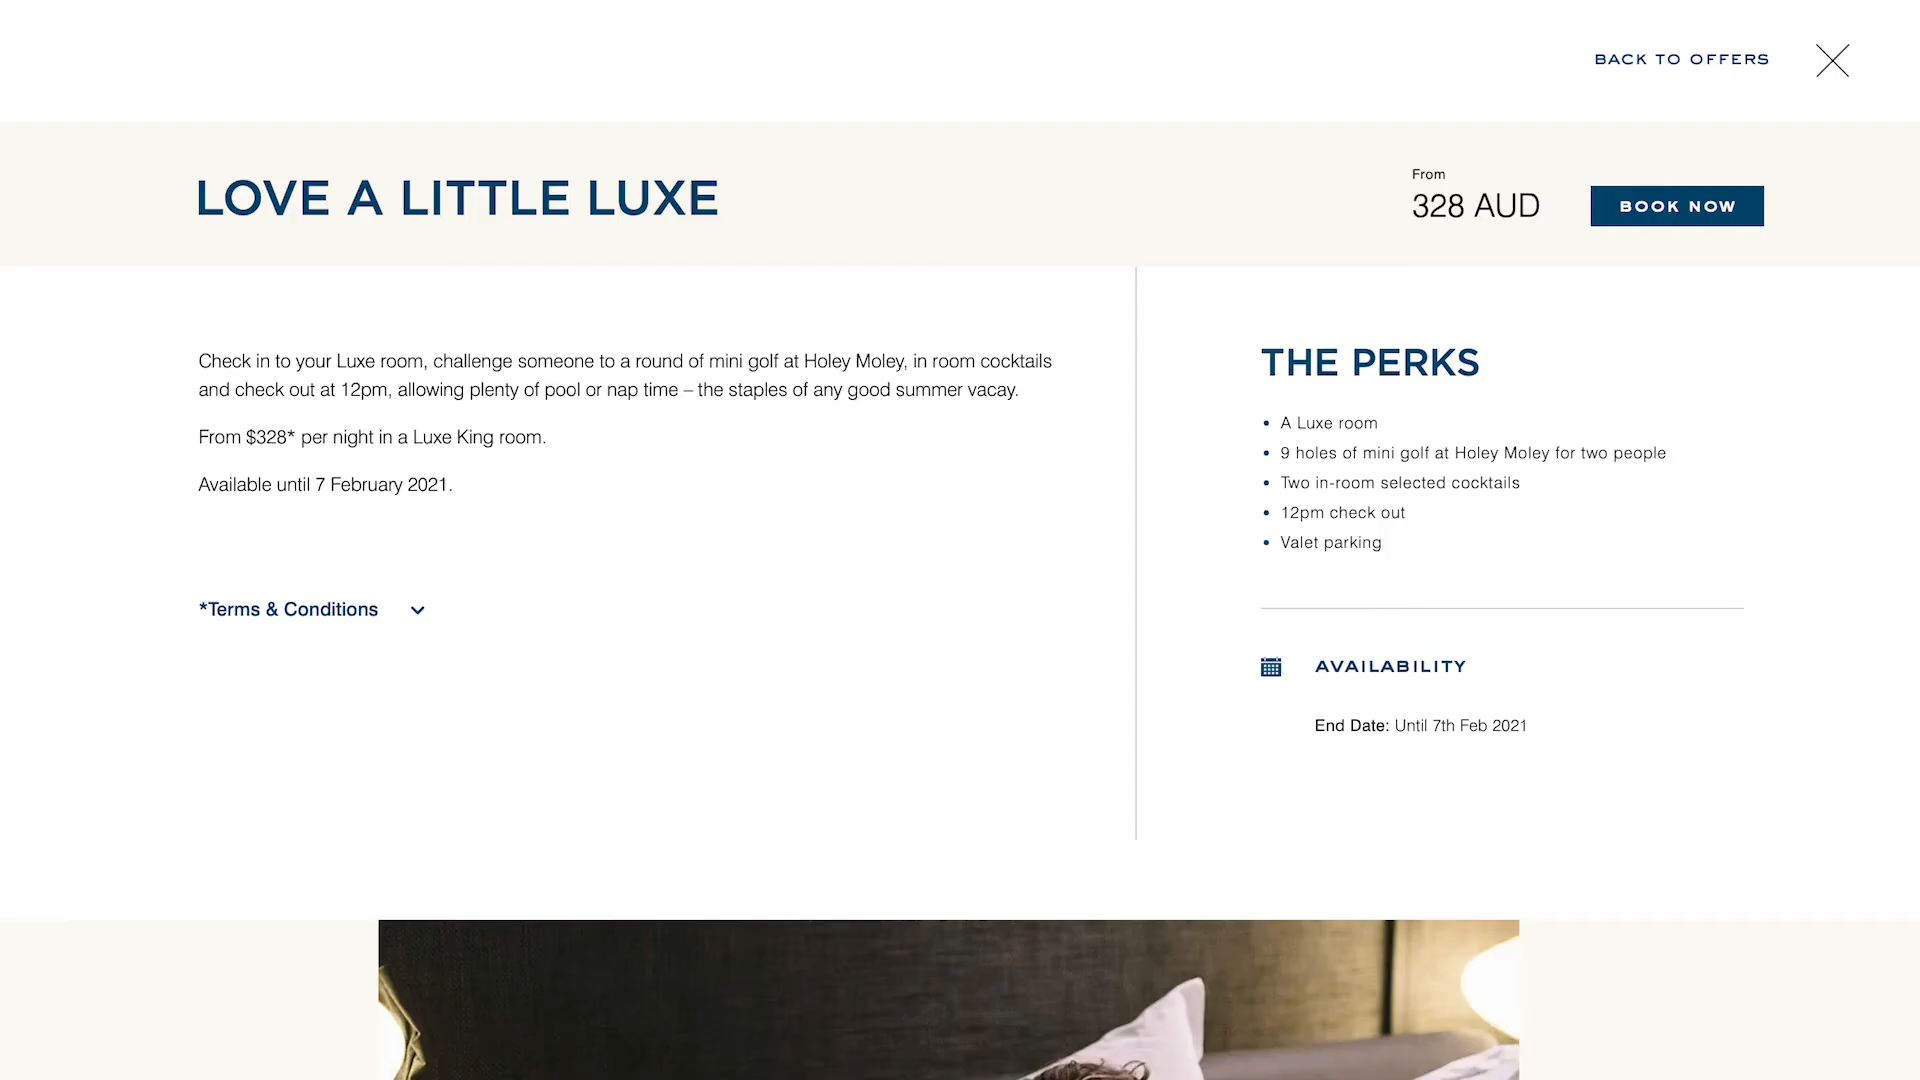 BACK TO OFFERS
LOVE A LITTLE LUXE
From
328 AUD
BOOK NOW
Check in to your Luxe room, challenge someone to a round of mini golf at Holey Moley, in room cocktails
and check out at 12pm, allowing plenty of pool or nap time – the staples of any good summer vacay.
From $328* per night in a Luxe King room.
Available until 7 February 2021.
*Terms & Conditions
THE PERKS
• A Luxe room
• 9 holes of mini golf at Holey Moley for two people
• Two in-room selected cocktails
• 12pm check out
• Valet parking
AVAILABILITY
End Date: Until 7th Feb 2021